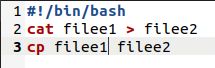 1 #!/bin/bash
2 cat filee1 > filee2
3 cp filee1 filee2